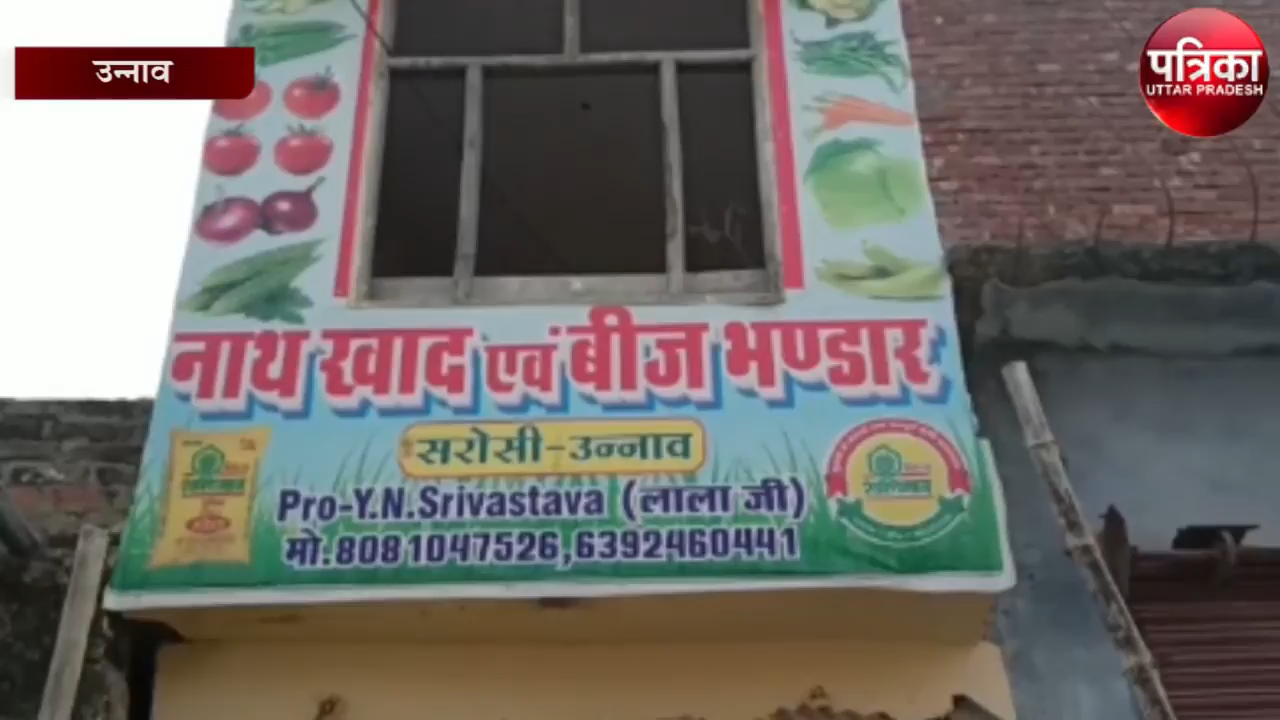 उन्नाव
पत्रिका
UTTAR PRADESH
नाथ खाद एवं बीज भण्डार
सरोसी-उन्नाव
Pro-Y.N.Srivastava (लाला जी)
मो.8081047526,6392460441